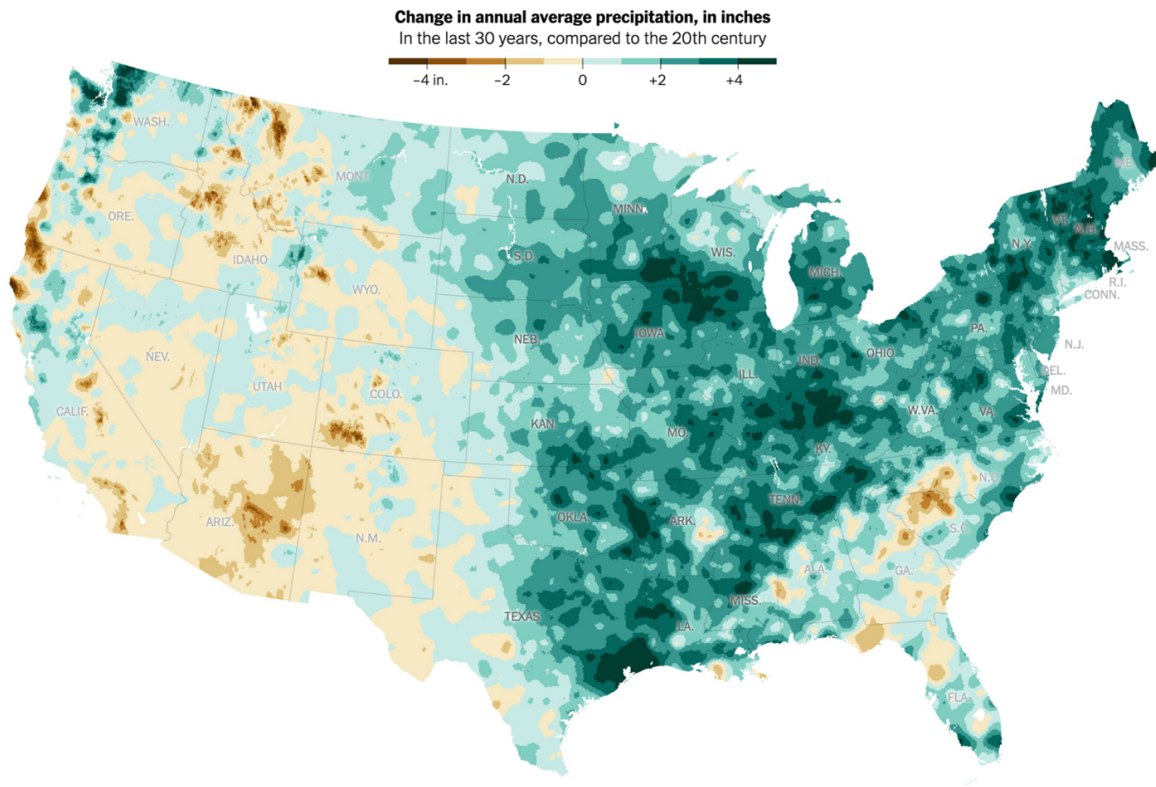 Change in annual average precipitation, in inches
In the last 30 years, compared to the 20th century
−4 in. −2 0 +2 +4
WASH.
MONT.
N.D.
ME.
ORE.
MINN.
VT.
N.H.
N.Y.
MASS.
IDAHO
S.D.
WIS.
MICH.
R.I.
CONN.
WYO.
NEB.
IOWA
PA.
N.J.
NEV.
UTAH
COLO.
ILL.
IND.
OHIO
DEL.
MD.
CALIF.
KAN.
MO.
KY.
W.VA.
VA.
ARIZ.
N.M.
OKLA.
ARK.
TENN.
N.C.
S.C.
TEXAS
LA.
MISS.
ALA.
GA.
FLA.